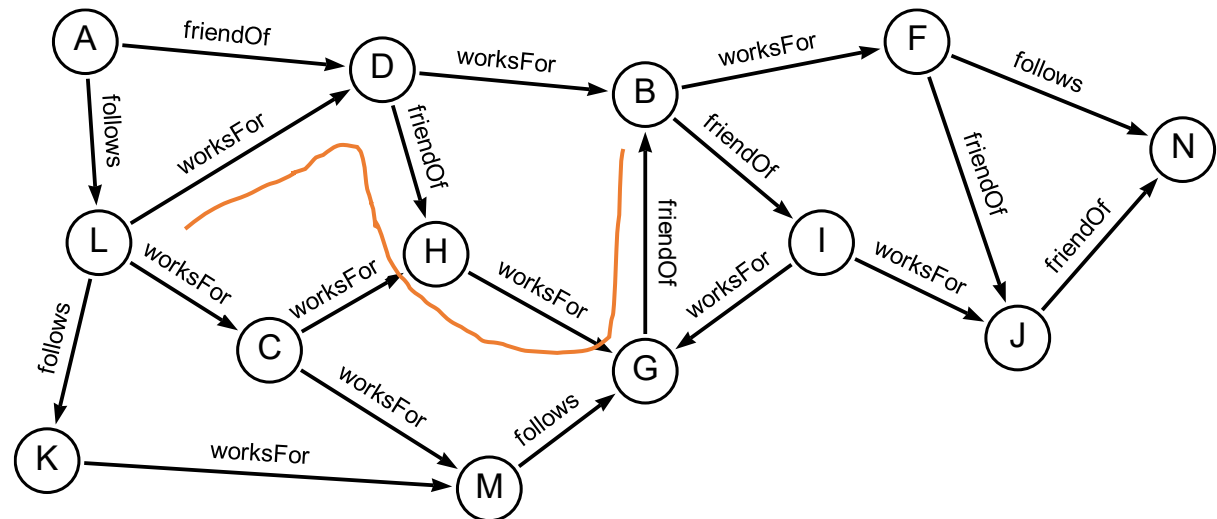 A
friendOf
D
worksFor
B
worksFor
F
follows
N
follows
worksFor
friendOf
friendOf
friendOf
L
H
friendOf
I
friendOf
worksFor
worksFor
worksFor
worksFor
worksFor
follows
C
G
J
worksFor
follows
K
worksFor
M